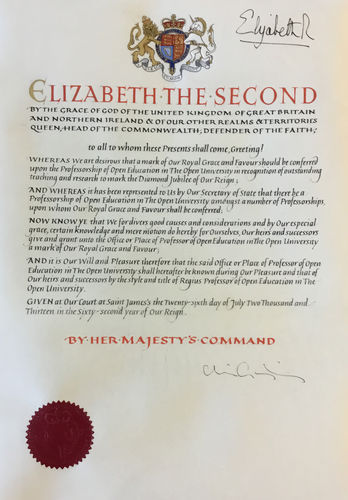 Elizabeth R
ELIZABETH THE SECOND
BY THE GRACE OF GOD OF THE UNITED KINGDOM OF GREAT BRITAIN
AND NORTHERN IRELAND & OF OUR OTHER REALMS & TERRITORIES
QUEEN, HEAD OF THE COMMONWEALTH, DEFENDER OF THE FAITH,
to all to whom these Presents shall come, Greeting!
WHEREAS We are desirous that a mark of Our Royal Grace and Favour should be conferred
upon the Professorship of Open Education in The Open University in recognition of outstanding
teaching and research to mark the Diamond Jubilee of Our Reign;
AND WHEREAS it has been represented to Us by Our Secretary of State that there be a
Professorship of Open Education in The Open University amongst a number of Professorships
upon whom Our Royal Grace and Favour shall be conferred;
NOW KNOW YE that We for divers good causes and considerations and by Our especial
grace, certain knowledge and mere motion do hereby for Ourselves, Our heirs and successors
give and grant unto the Office or Place of Professor of Open Education in The Open University
a mark of Our Royal Grace and Favour;
AND it is Our Will and Pleasure therefore that the said Office or Place of Professor of Open
Education in The Open University shall hereafter be known during Our Pleasure and that of
Our heirs and successors by the style and title of Regius Professor of Open Education in The
Open University.
GIVEN at Our Court at Saint James's the Twenty-sixth day of July Two Thousand and
Thirteen in the Sixty-second year of Our Reign.
BY HER MAJESTY'S COMMAND